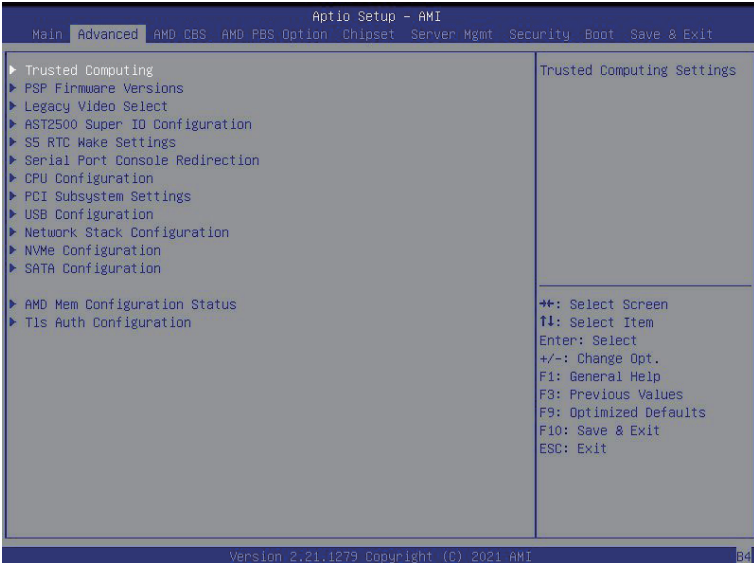 Aptio Setup – AMI
Main Advanced AMD CBS AMD PBS Option Chipset Server Mgmt Security Boot Save & Exit
Trusted Computing
PSP Firmware Versions
Legacy Video Select
AST2500 Super IO Configuration
S5 RTC Wake Settings
Serial Port Console Redirection
CPU Configuration
PCI Subsystem Settings
USB Configuration
Network Stack Configuration
NVMe Configuration
SATA Configuration
AMD Mem Configuration Status
Tls Auth Configuration
Trusted Computing Settings
→←: Select Screen
↑↓: Select Item
Enter: Select
+/-: Change Opt.
F1: General Help
F3: Previous Values
F9: Optimized Defaults
F10: Save & Exit
ESC: Exit
Version 2.21.1279 Copyright (C) 2021 AMI
B4